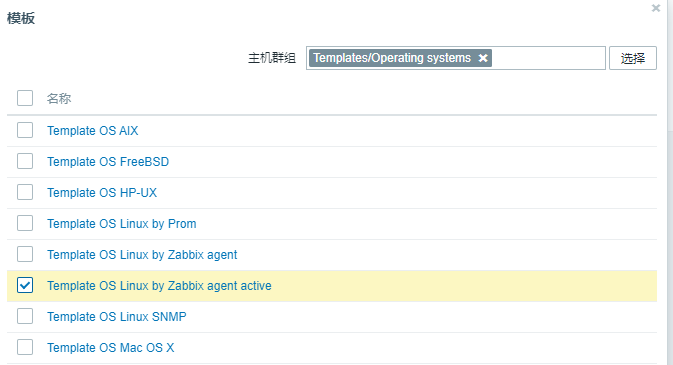 模板
主机群组 Templates/Operating systems 选择
名称
Template OS AIX
Template OS FreeBSD
Template OS HP-UX
Template OS Linux by Prom
Template OS Linux by Zabbix agent
Template OS Linux by Zabbix agent active
Template OS Linux SNMP
Template OS Mac OS X